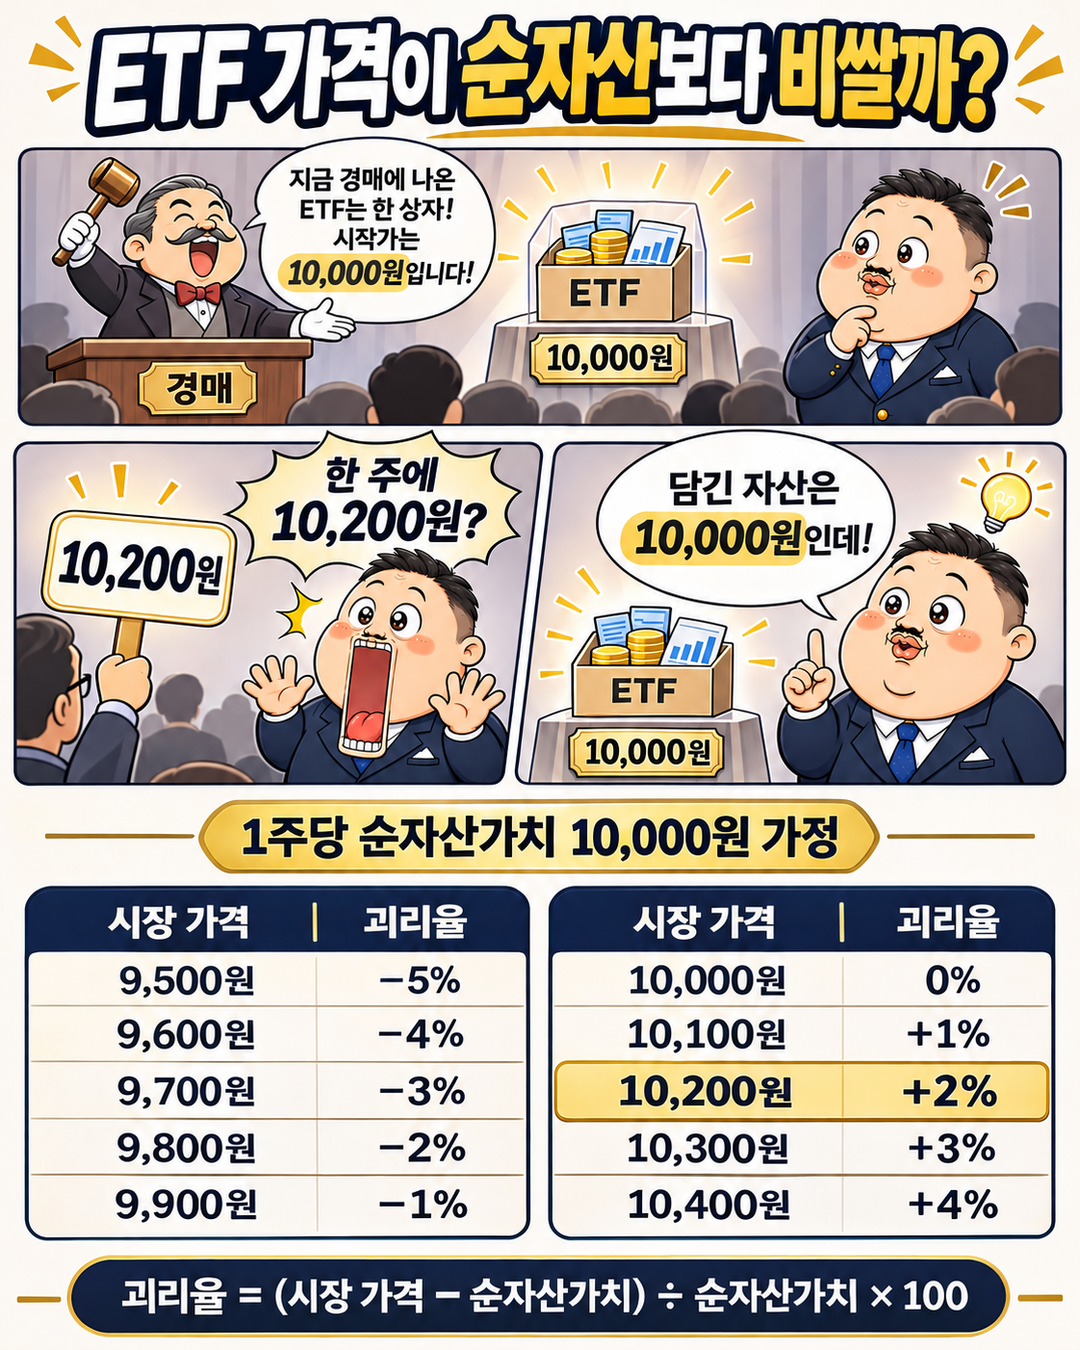 ETF 가격이 순자산보다 비쌀까?
지금 경매에 나온
ETF는 한 상자!
시작가는
10,000원입니다!
경매
ETF
10,000원
10,200원
한 주에
10,200원?
담긴 자산은
10,000원인데!
ETF
10,000원
1주당 순자산가치 10,000원 가정
시장 가격 괴리율
9,500원 −5%
9,600원 −4%
9,700원 −3%
9,800원 −2%
9,900원 −1%
시장 가격 괴리율
10,000원 0%
10,100원 +1%
10,200원 +2%
10,300원 +3%
10,400원 +4%
괴리율 = (시장 가격 − 순자산가치) ÷ 순자산가치 × 100